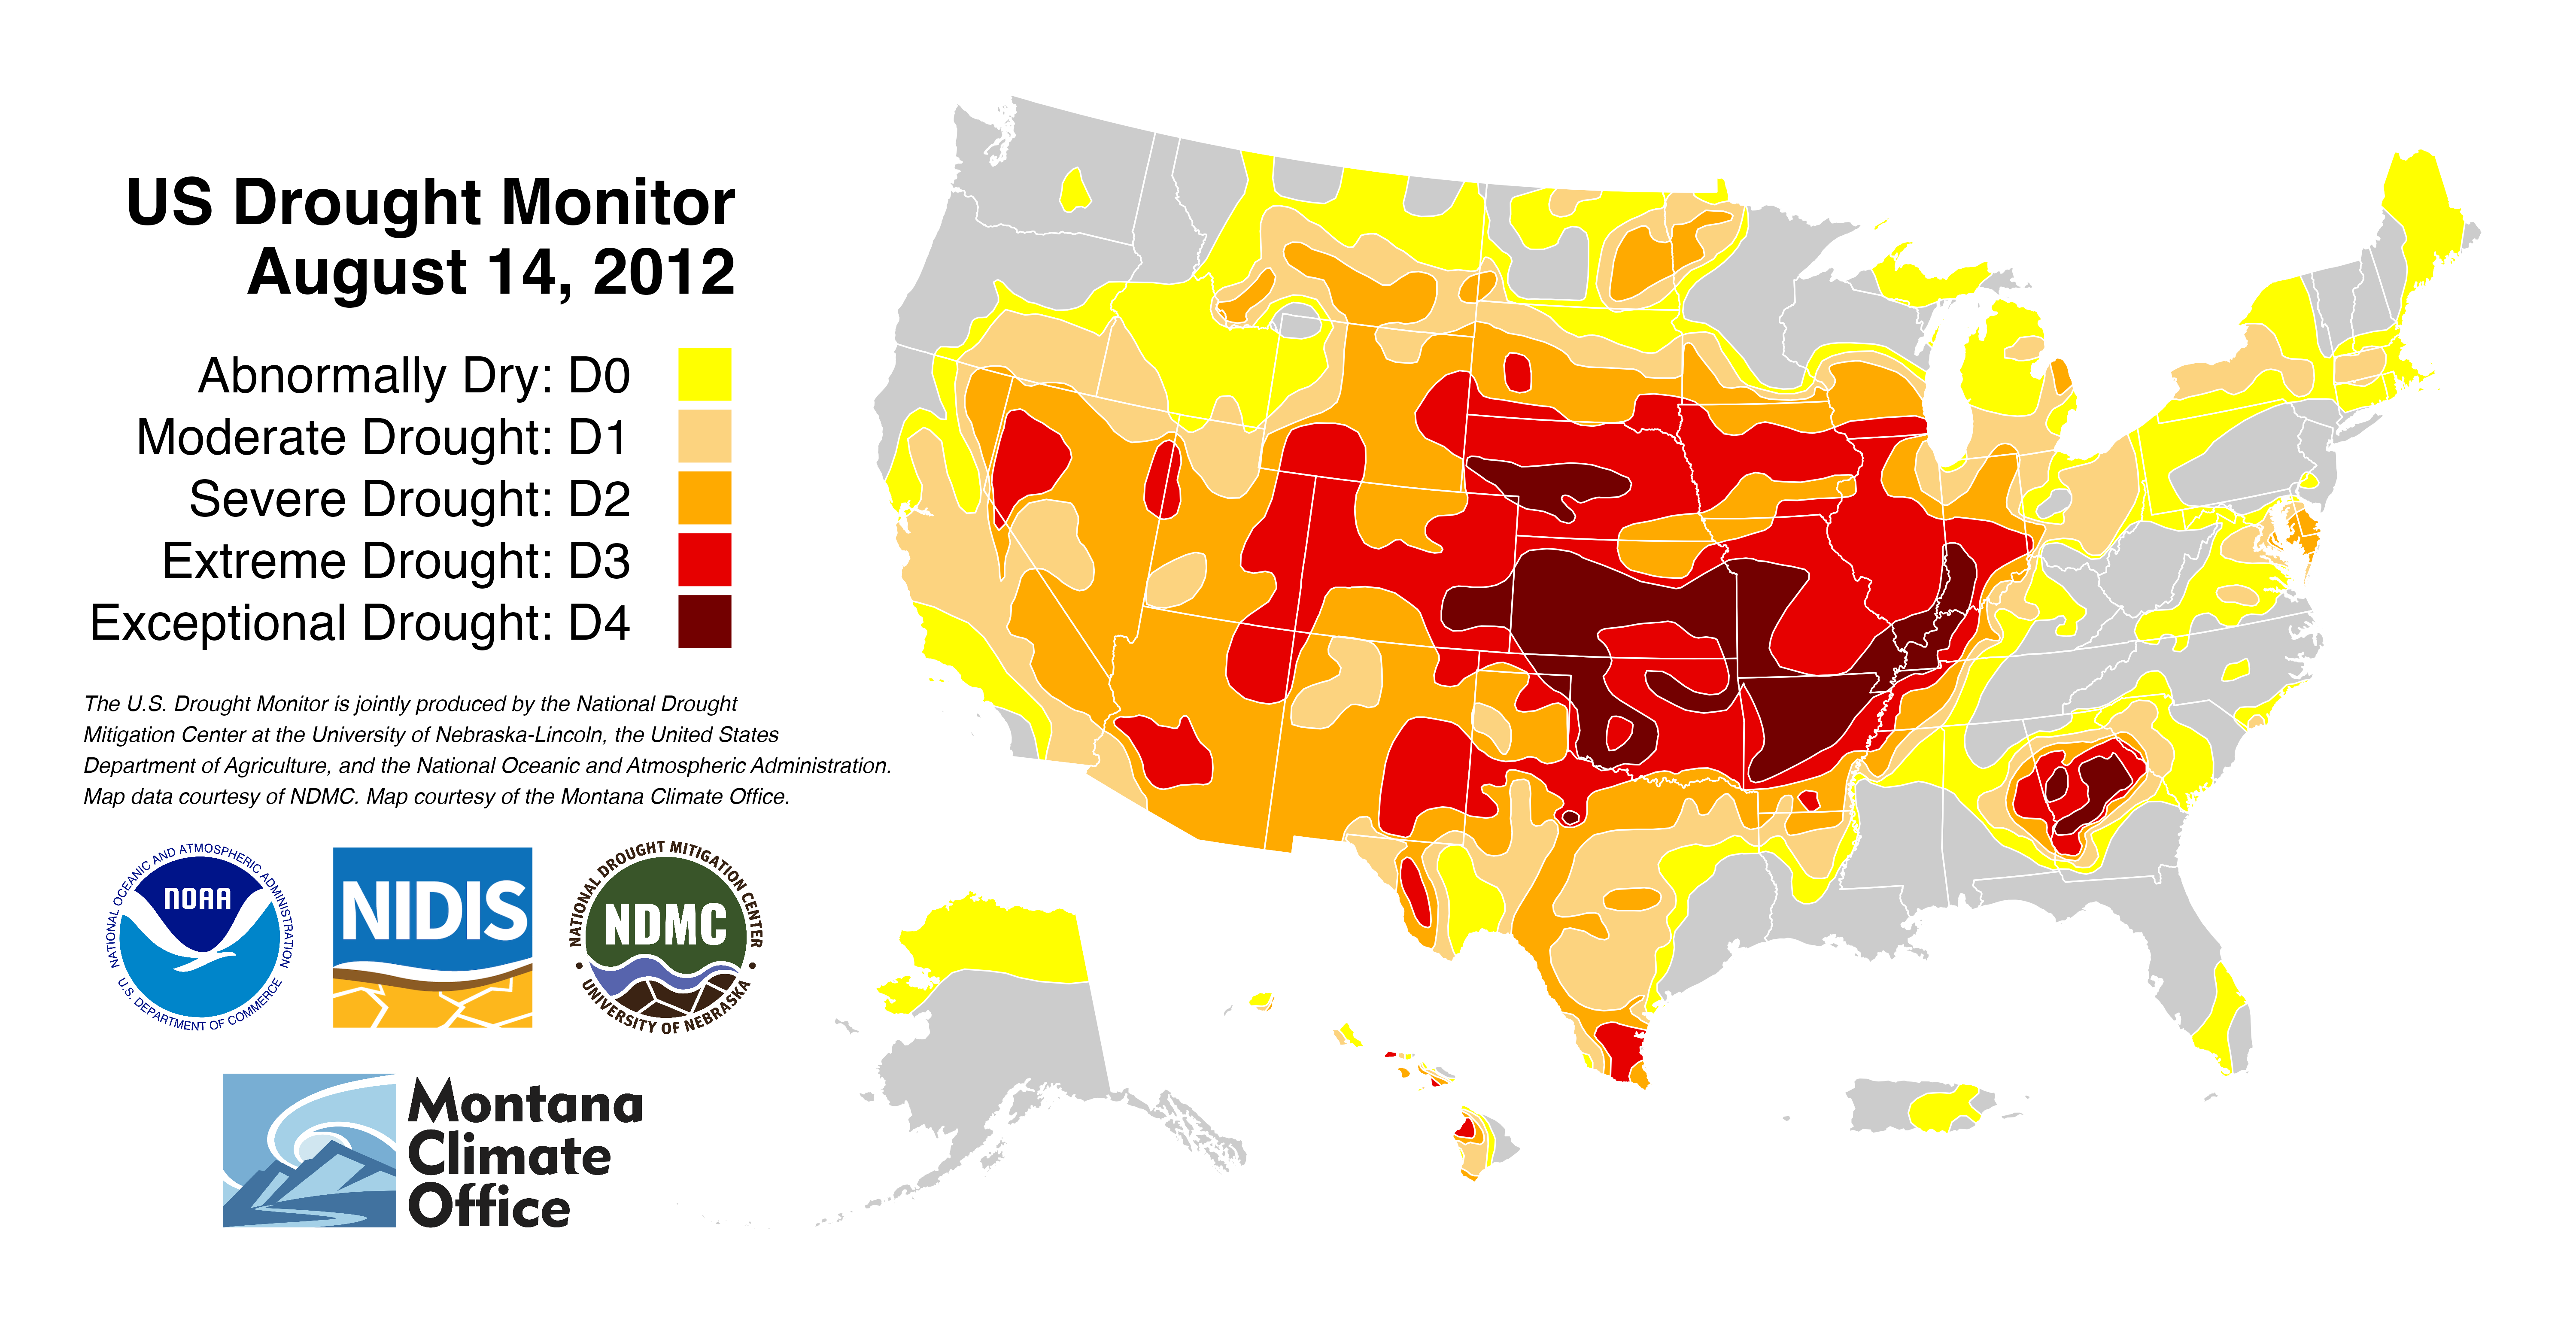 US Drought Monitor
August 14, 2012
Abnormally Dry: D0
Moderate Drought: D1
Severe Drought: D2
Extreme Drought: D3
Exceptional Drought: D4
The U.S. Drought Monitor is jointly produced by the National Drought
Mitigation Center at the University of Nebraska-Lincoln, the United States
Department of Agriculture, and the National Oceanic and Atmospheric Administration.
Map data courtesy of NDMC. Map courtesy of the Montana Climate Office.
NATIONAL OCEANIC AND ATMOSPHERIC ADMINISTRATION
NOAA
U.S. DEPARTMENT OF COMMERCE
NIDIS
NATIONAL DROUGHT MITIGATION CENTER
NDMC
• UNIVERSITY OF NEBRASKA •
Montana
Climate
Office